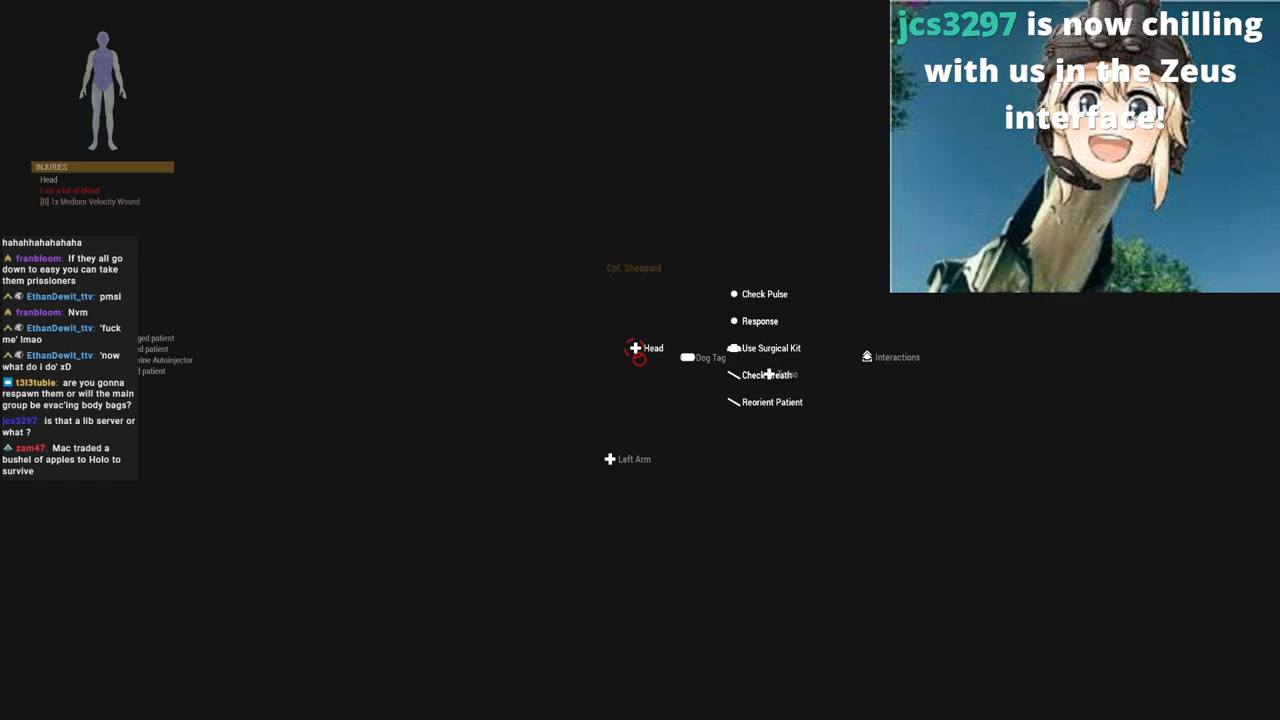 jcs3297 is now chilling
with us in the Zeus
interface!
INJURIES
Head
Lost a lot of blood
[B] 1x Medium Velocity Wound
hahahhahahahaha
franbloom: If they all go
down to easy you can take
them prissioners
EthanDewit_ttv: pmsl
franbloom: Nvm
EthanDewit_ttv: 'fuck
me' lmao
EthanDewit_ttv: 'now
what do i do' xD
t3l3tubie: are you gonna
respawn them or will the main
group be evac'ing body bags?
jcs3297: is that a lib server or
what ?
zam47: Mac traded a
bushel of apples to Holo to
survive
patient
patient
Autoinjector
patient
Cpl. Sheapard
Check Pulse
Response
Head
Use Surgical Kit
Dog Tag
Interactions
Check
Reorient Patient
Left Arm